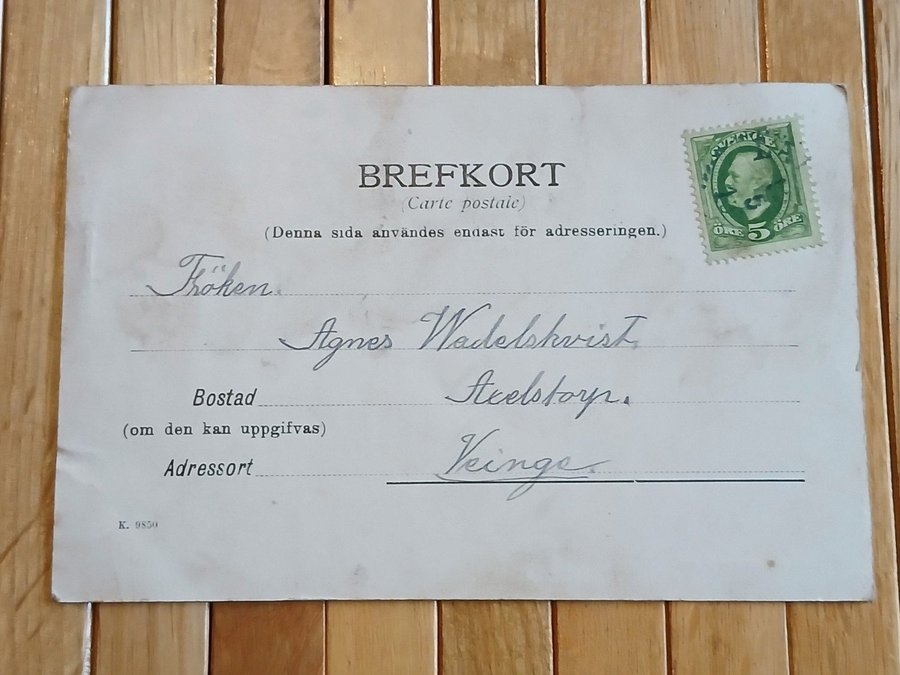 BREFKORT
(Carte postale)
(Denna sida användes endast för adresseringen.)
SVERIGE
ÖRE 5 ÖRE
Fröken.
Agnes Wadelskvist.
Bostad Axelstorp.
(om den kan uppgifvas)
Adressort Veinge.
K. 9850